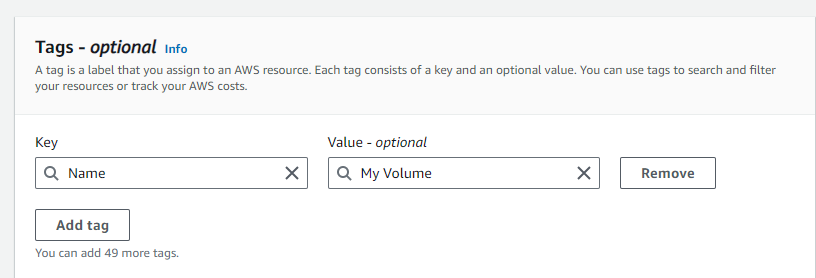 Tags - optional Info
A tag is a label that you assign to an AWS resource. Each tag consists of a key and an optional value. You can use tags to search and filter
your resources or track your AWS costs.
Key Value - optional
Name My Volume Remove
Add tag
You can add 49 more tags.